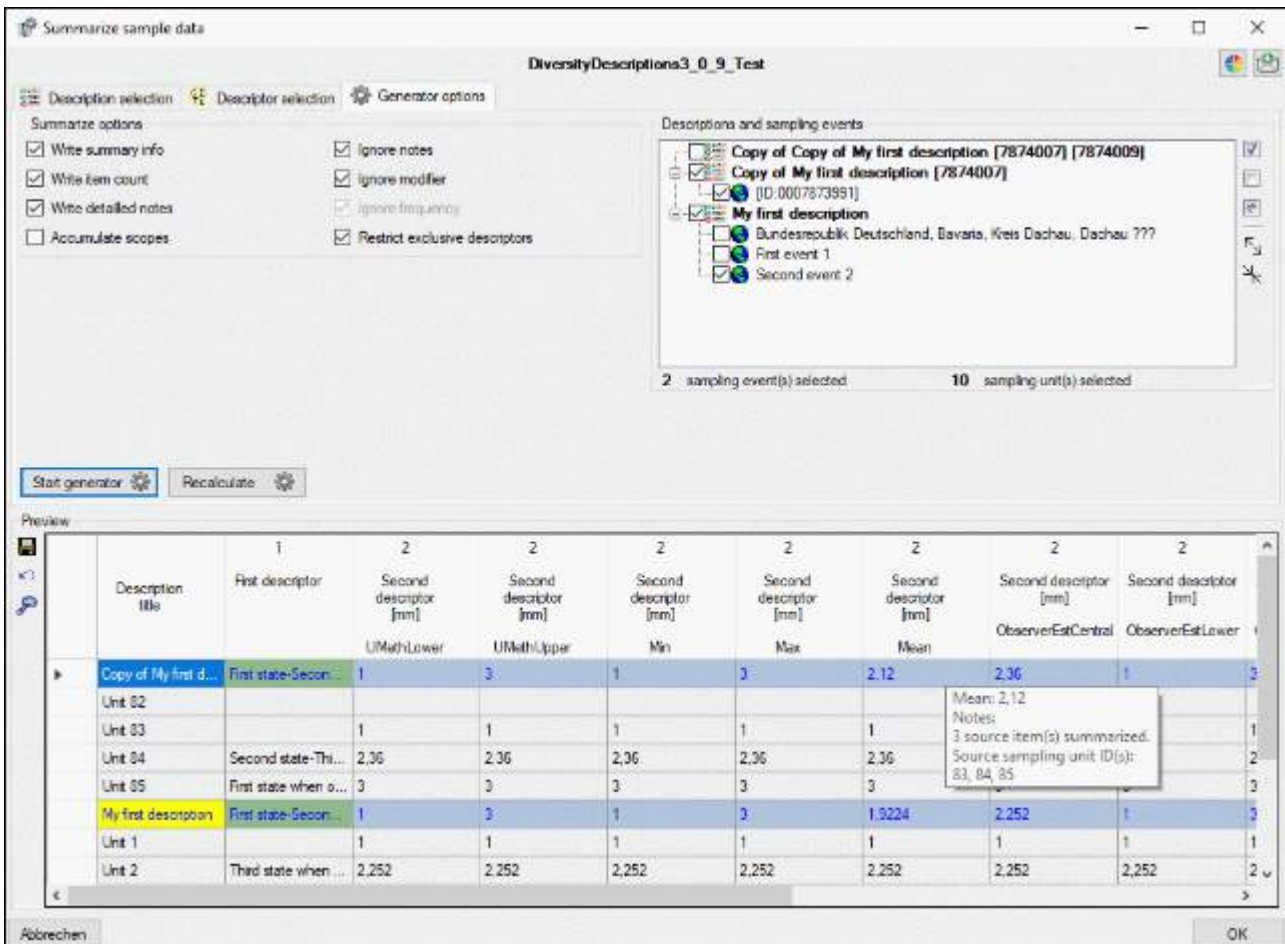 Summarize sample data
DiversityDescriptions3_0_9_Test
Description selection Descriptor selection Generator options
Summarize options
Write summary info Ignore notes
Write item count Ignore modifier
Write detailed notes Ignore frequency
Accumulate scopes Restrict exclusive descriptors
Descriptions and sampling events
Copy of Copy of My first description [7874007] [7874009]
Copy of My first description [7874007]
[ID:0007873991]
My first description
Bundesrepublik Deutschland, Bavaria, Kreis Dachau, Dachau ???
First event 1
Second event 2
2 sampling event(s) selected 10 sampling unit(s) selected
Start generator Recalculate
Preview
1 2 2 2 2 2 2 2
Description title First descriptor Second descriptor [mm] UMethLower Second descriptor [mm] UMethUpper Second descriptor [mm] Min Second descriptor [mm] Max Second descriptor [mm] Mean Second descriptor [mm] ObserverEstCentral Second descriptor [mm] ObserverEstLower
Copy of My first d... First state-Secon... 1 3 1 3 2,12 2,36 1 3
Unit 82
Unit 83 1 1 1 1 1 1
Unit 84 Second state-Thi... 2,36 2,36 2,36 2,36 2,36 2
Unit 85 First state when o... 3 3 3 3 3 3
Mean: 2,12
Notes:
3 source item(s) summarized.
Source sampling unit ID(s):
83, 84, 85
My first description First state-Secon... 1 3 1 3 1,9224 2,252 1 3
Unit 1 1 1 1 1 1 1 1 1
Unit 2 Third state when ... 2,252 2,252 2,252 2,252 2,252 2,252 2,252 2
Abbrechen OK